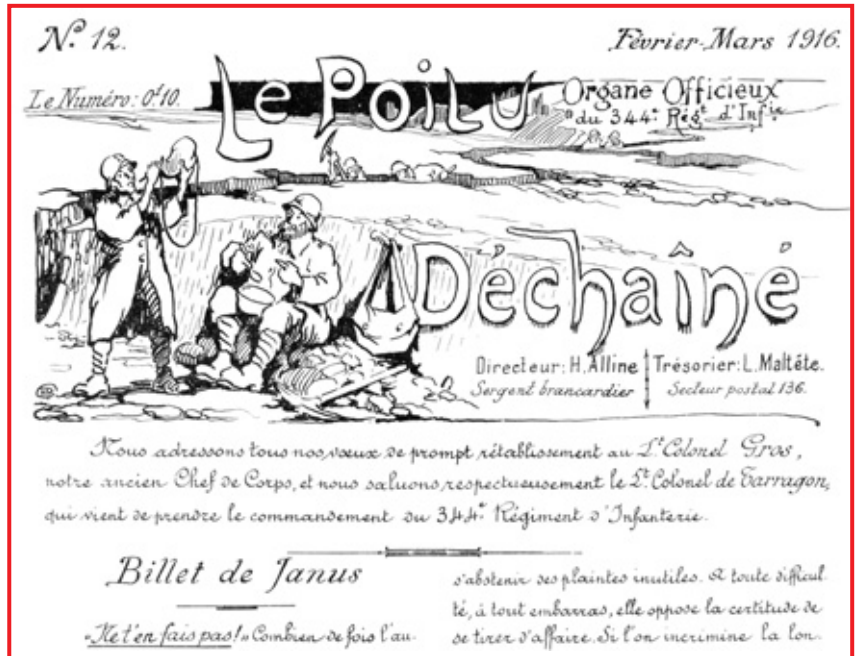 N.° 12.
Février-Mars 1916.
Le Numéro: 0f.10.
Le Poilu
Organe Officieux
du 344e Régt d'Infie
Déchaîné
Directeur: H. Alline
Sergent brancardier
Trésorier: L. Maltête.
Secteur postal 136.
Nous adressons tous nos vœux de prompt rétablissement au Lt Colonel Gros,
notre ancien Chef de Corps, et nous saluons respectueusement le Lt Colonel de Tarragon,
qui vient de prendre le commandement du 344e Régiment d'Infanterie.
Billet de Janus
«Ne t'en fais pas!» Combien de fois l'au-
s'abstenir des plaintes inutiles. A toute difficul-
té, à tout embarras, elle oppose la certitude de
se tirer d'affaire. Si l'on incrimine la lon-